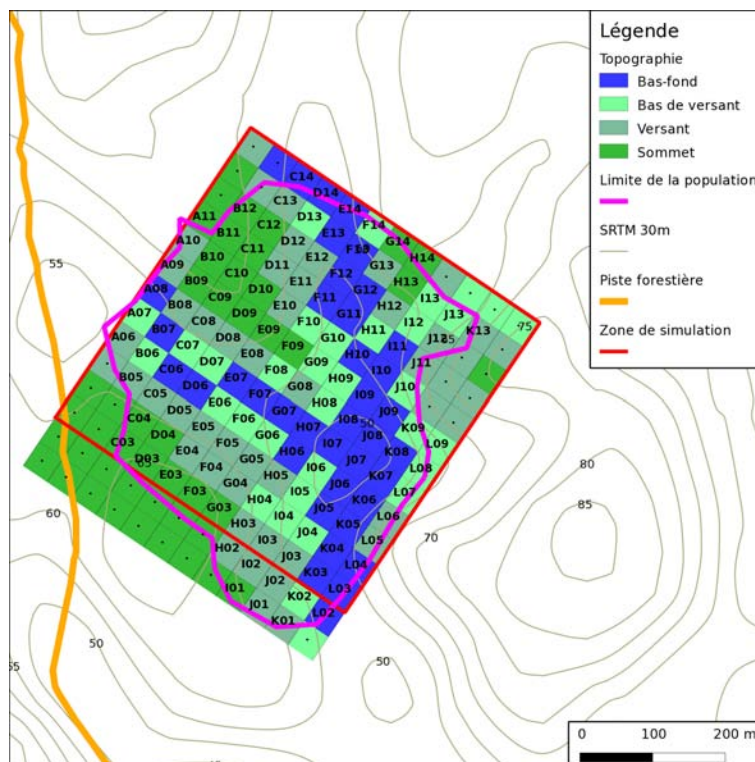 Légende
Topographie
Bas-fond
Bas de versant
Versant
Sommet
Limite de la population
SRTM 30m
Piste forestière
Zone de simulation
C14
D14
B12 C13 E14
A11 D13 F14
B11 C12 E13 G14
A10 D12 F13 H14
B10 C11 E12 G13
A09 D11 F12 H13
B09 C10 E11 G12 I13
A08 D10 F11 H12 J13
B08 C09 E10 G11 I12 K13
A07 D09 F10 H11 J12
B07 C08 E09 G10 I11
A06 D08 F09 H10 J11
B06 C07 E08 G09 I10
D07 F08 H09 J10
B05 C06 E07 G08 I09
D06 F07 H08 J09
C05 E06 G07 I08 K09
D05 F06 H07 J08 L09
C04 E05 G06 I07 K08
D04 F05 H06 J07 L08
C03 E04 G05 I06 K07
D03 F04 H05 J06 L07
E03 G04 I05 K06
F03 H04 J05 L06
G03 I04 K05
H03 J04 L05
H02 I03 K04
I02 J03 L04
J02 K03
I01 K02 L03
J01 L02
K01
55
75
65
50
80
85
65
60
70
50
50
55
0 100 200 m